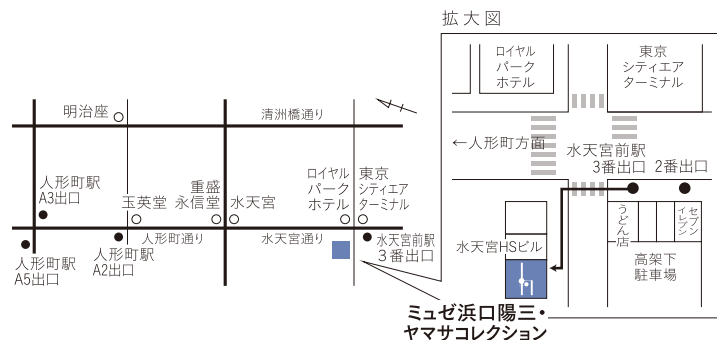 拡大図
ロイヤル
パーク
ホテル
東京
シティエア
ターミナル
←人形町方面
水天宮前駅
3番出口
2番出口
うどん店
セブン
イレブン
水天宮HSビル
高架下
駐車場
明治座
清洲橋通り
人形町駅
A3出口
玉英堂
重盛
永信堂
水天宮
ロイヤル
パーク
ホテル
東京
シティエア
ターミナル
人形町通り
水天宮通り
人形町駅
A5出口
人形町駅
A2出口
水天宮前駅
3番出口
ミュゼ浜口陽三・
ヤマサコレクション